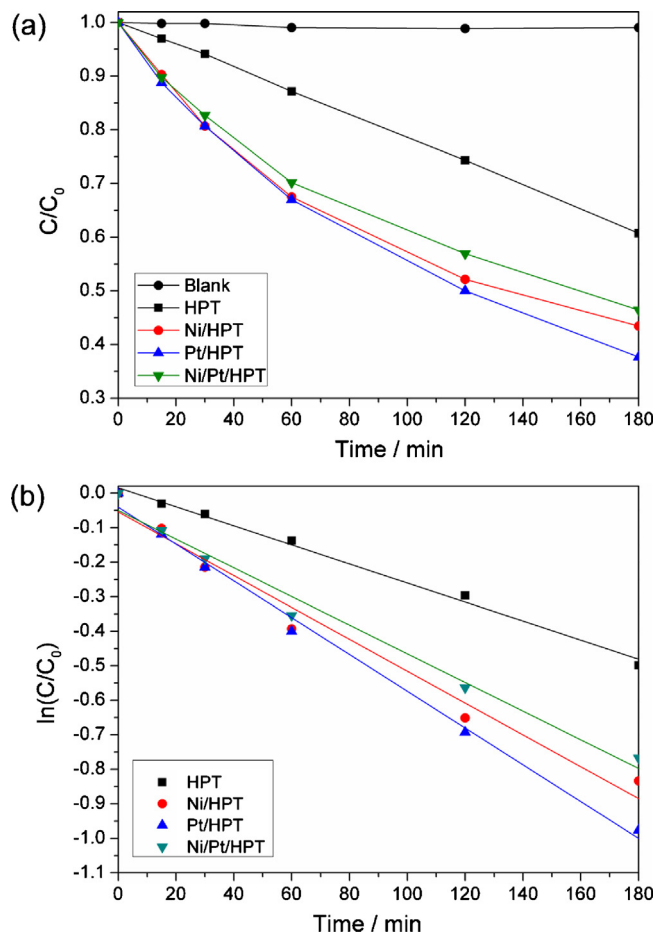 (a)
1.0
0.9
0.8
0.7
0.6
0.5
0.4
0.3
C/C₀
Blank
HPT
Ni/HPT
Pt/HPT
Ni/Pt/HPT
0 20 40 60 80 100 120 140 160 180
Time / min
(b)
0.0
-0.1
-0.2
-0.3
-0.4
-0.5
-0.6
-0.7
-0.8
-0.9
-1.0
-1.1
ln(C/C₀)
HPT
Ni/HPT
Pt/HPT
Ni/Pt/HPT
0 20 40 60 80 100 120 140 160 180
Time / min